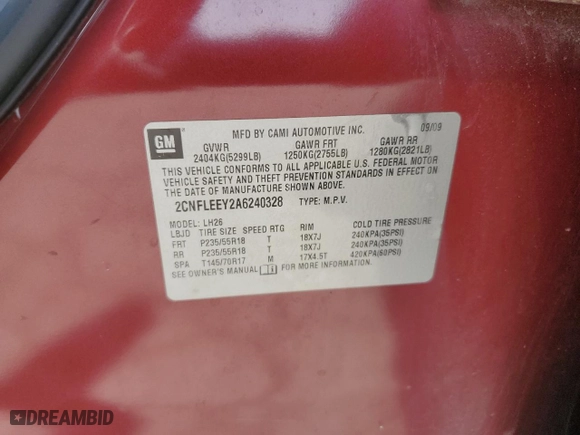 GM
MFD BY CAMI AUTOMOTIVE INC. 09/09
GVWR GAWR FRT GAWR RR
2404KG(5299LB) 1250KG(2755LB) 1280KG(2821LB)
THIS VEHICLE CONFORMS TO ALL APPLICABLE U.S. FEDERAL MOTOR
VEHICLE SAFETY AND THEFT PREVENTION STANDARDS IN EFFECT ON THE
DATE OF MANUFACTURE SHOWN ABOVE.
2CNFLEEY2A6240328 TYPE: M.P.V.
MODEL: LH26
LBJD TIRE SIZE SPEED RTG RIM COLD TIRE PRESSURE
FRT P235/55R18 T 18X7J 240KPA(35PSI)
RR P235/55R18 T 18X7J 240KPA(35PSI)
SPA T145/70R17 M 17X4.5T 420KPA(60PSI)
SEE OWNER'S MANUAL i FOR MORE INFORMATION.
DREAMBID